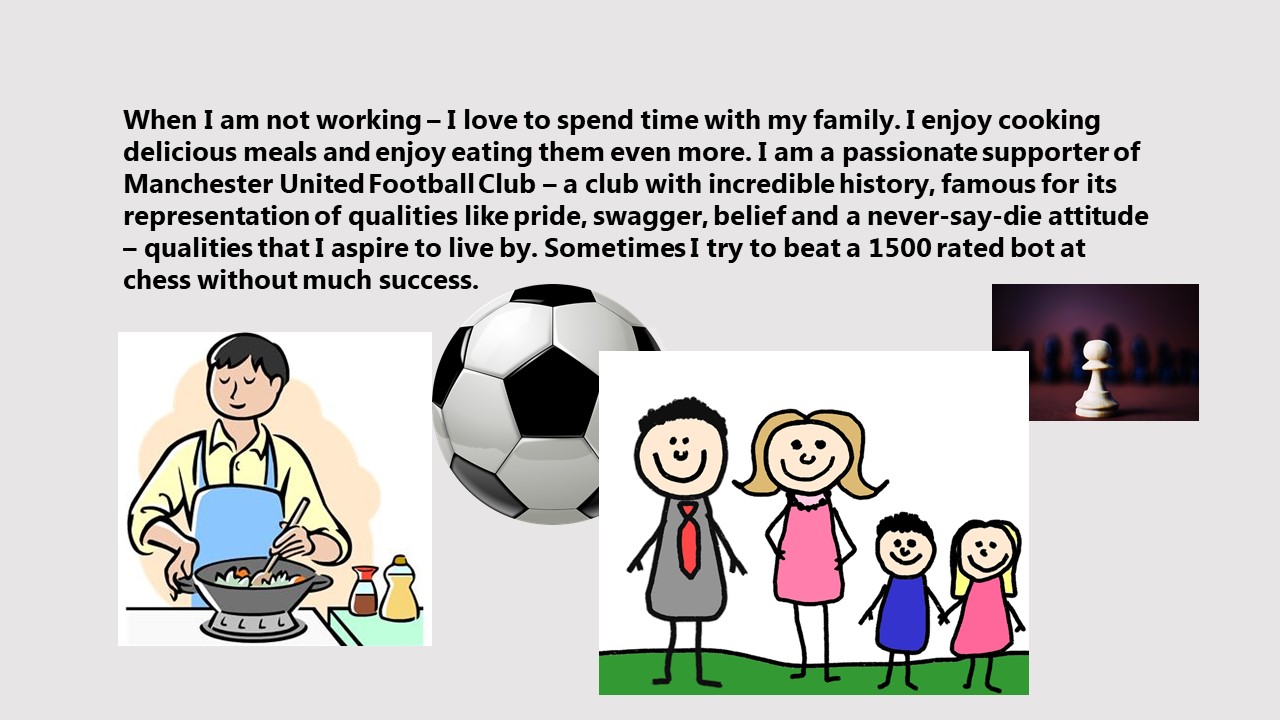 When I am not working – I love to spend time with my family. I enjoy cooking
delicious meals and enjoy eating them even more. I am a passionate supporter of
Manchester United Football Club – a club with incredible history, famous for its
representation of qualities like pride, swagger, belief and a never-say-die attitude
– qualities that I aspire to live by. Sometimes I try to beat a 1500 rated bot at
chess without much success.